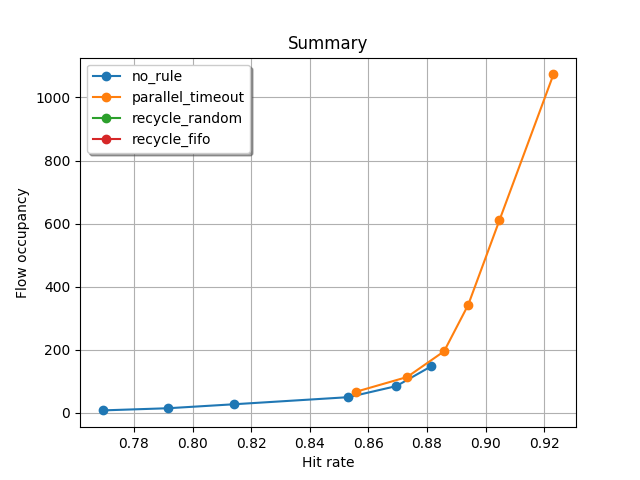 Summary
no_rule
parallel_timeout
recycle_random
recycle_fifo
Flow occupancy
1000
800
600
400
200
0
0.78 0.80 0.82 0.84 0.86 0.88 0.90 0.92
Hit rate